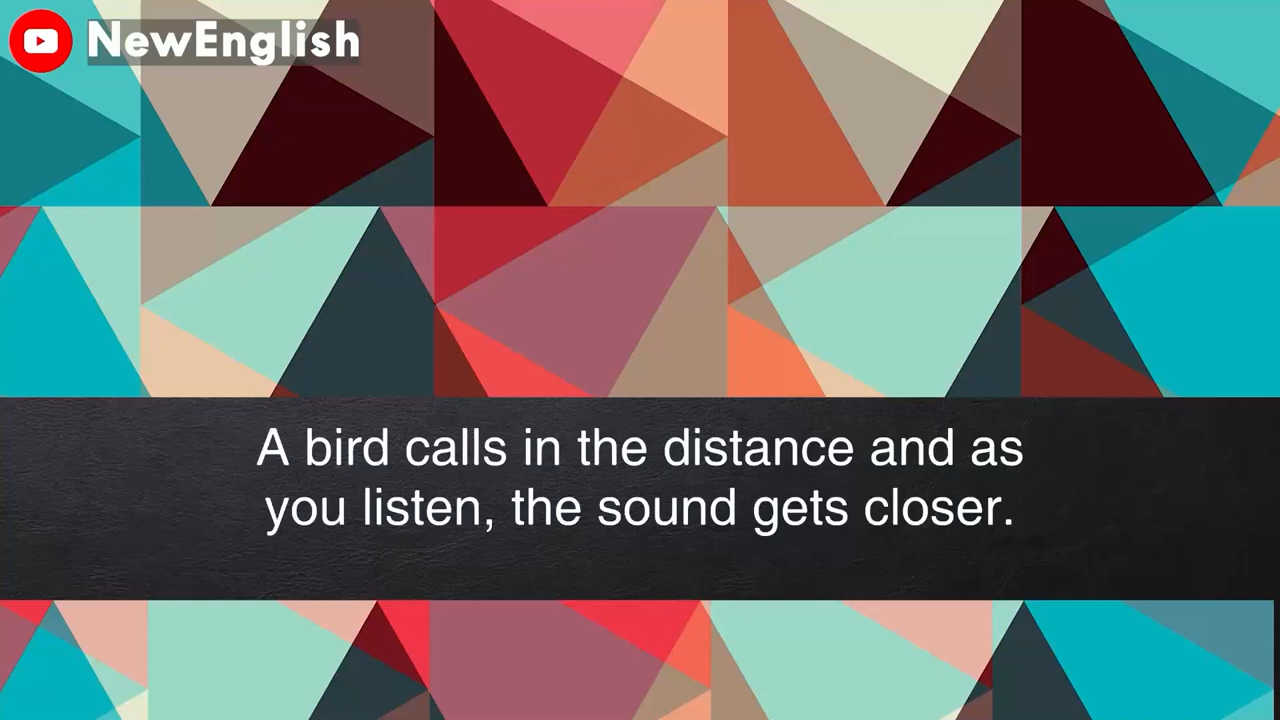 NewEnglish
A bird calls in the distance and as
you listen, the sound gets closer.